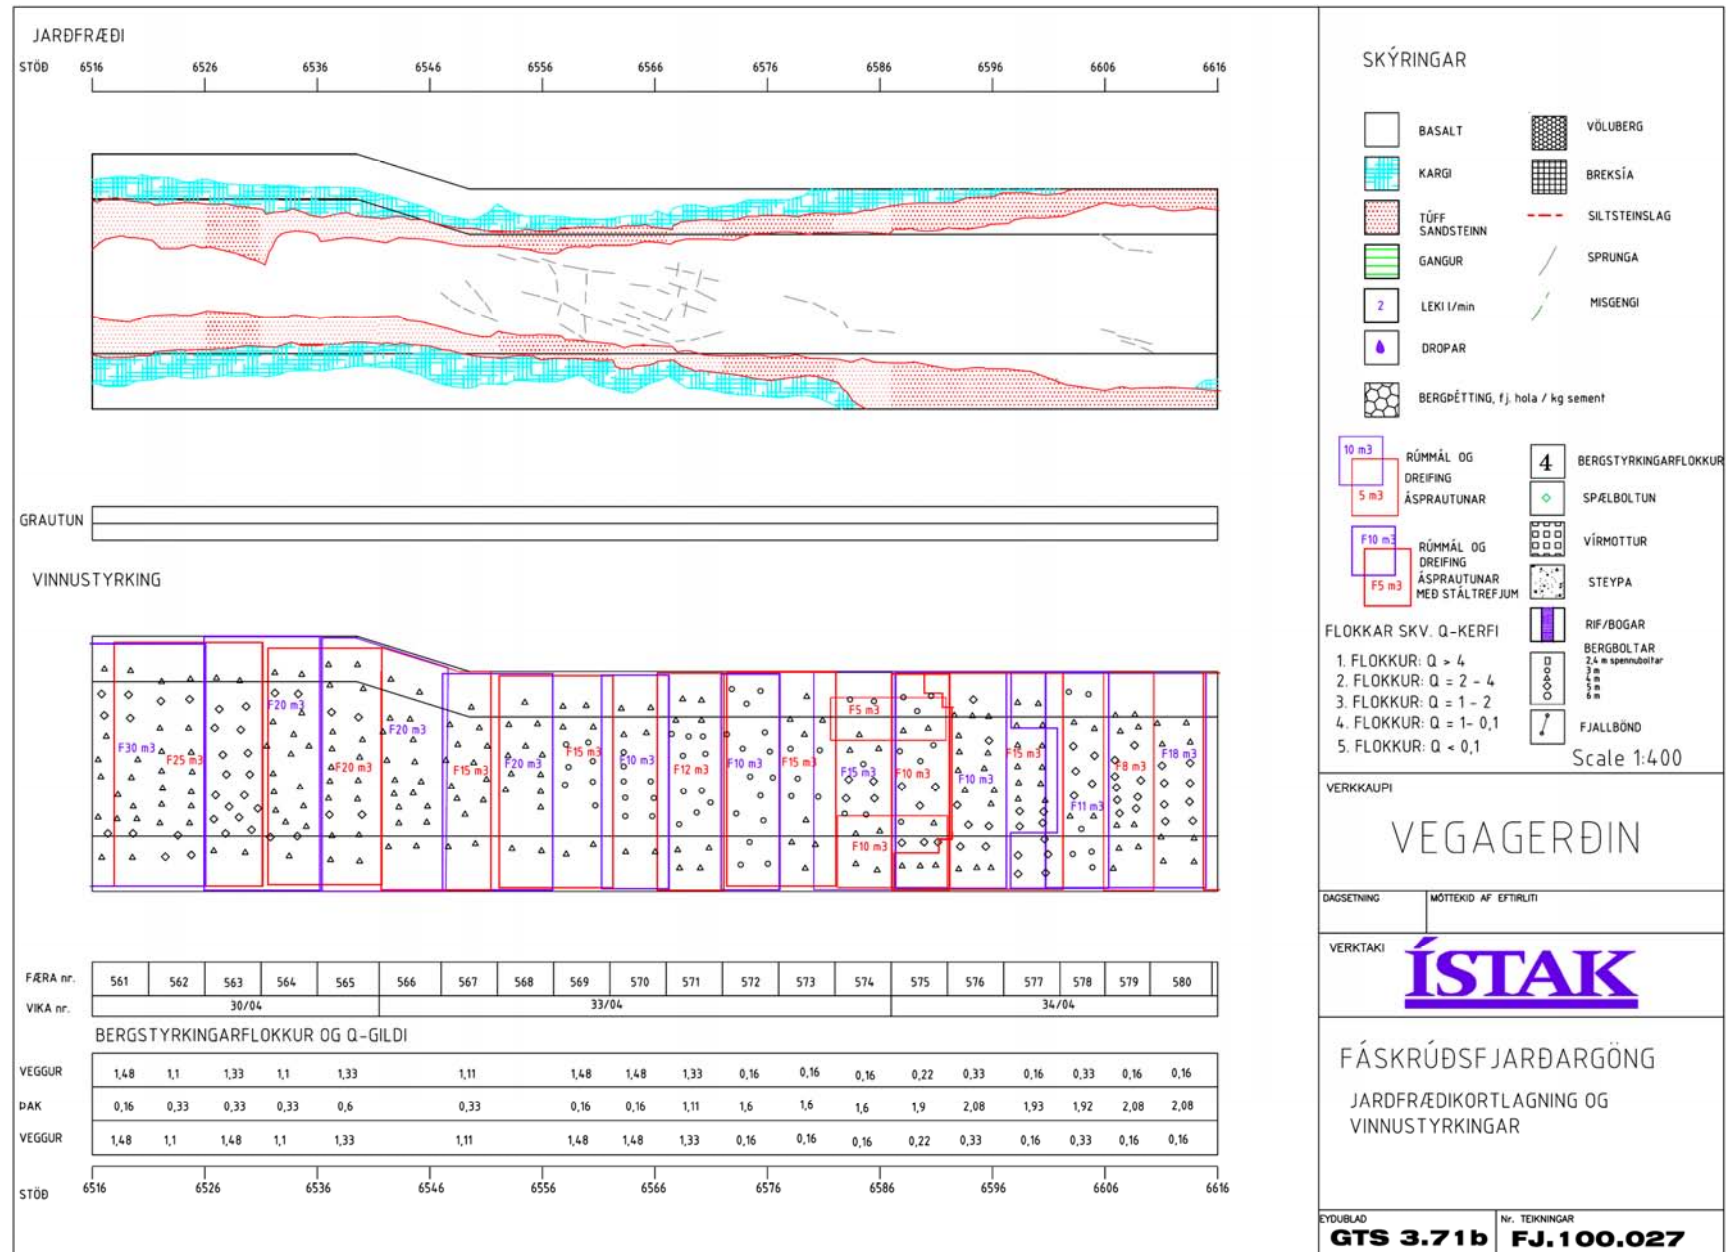 JARÐFRÆÐI
STÖÐ 6516 6526 6536 6546 6556 6566 6576 6586 6596 6606 6616
GRAUTUN
VINNUSTYRKING
F30 m3 F25 m3 F20 m3 F20 m3 F20 m3 F15 m3 F20 m3 F15 m3 F10 m3 F12 m3 F10 m3 F15 m3 F5 m3 F15 m3 F10 m3 F10 m3 F10 m3 F15 m3 F11 m3 F8 m3 F18 m3
FÆRA nr. 561 562 563 564 565 566 567 568 569 570 571 572 573 574 575 576 577 578 579 580
VIKA nr. 30/04 33/04 34/04
BERGSTYRKINGARFLOKKUR OG Q-GILDI
VEGGUR 1,48 1,1 1,33 1,1 1,33 1,11 1,48 1,48 1,33 0,16 0,16 0,16 0,22 0,33 0,16 0,33 0,16 0,16
ÞAK 0,16 0,33 0,33 0,33 0,6 0,33 0,16 0,16 1,11 1,6 1,6 1,6 1,9 2,08 1,93 1,92 2,08 2,08
VEGGUR 1,48 1,1 1,48 1,1 1,33 1,11 1,48 1,48 1,33 0,16 0,16 0,16 0,22 0,33 0,16 0,33 0,16 0,16
STÖÐ 6516 6526 6536 6546 6556 6566 6576 6586 6596 6606 6616
SKÝRINGAR
BASALT
KARGI
TÚFF
SANDSTEINN
GANGUR
2 LEKI l/min
DROPAR
BERGÞÉTTING, fj. hola / kg sement
VÖLUBERG
BREKSÍA
SILTSTEINSLAG
SPRUNGA
MISGENGI
10 m3
5 m3
RÚMMÁL OG
DREIFING
ÁSPRAUTUNAR
F10 m3
F5 m3
RÚMMÁL OG
DREIFING
ÁSPRAUTUNAR
MEÐ STÁLTREFJUM
4 BERGSTYRKINGARFLOKKUR
SPÆLBOLTUN
VÍRMOTTUR
STEYPA
RIF/BOGAR
BERGBOLTAR
2,4 m spennuboltar
3 m
4 m
5 m
6 m
FJALLBÖND
FLOKKAR SKV. Q-KERFI
1. FLOKKUR: Q > 4
2. FLOKKUR: Q = 2 - 4
3. FLOKKUR: Q = 1 - 2
4. FLOKKUR: Q = 1- 0,1
5. FLOKKUR: Q < 0,1
Scale 1:400
VERKKAUPI
VEGAGERÐIN
DAGSETNING MÓTTEKIÐ AF EFTIRLITI
VERKTAKI
ÍSTAK
FÁSKRÚÐSFJARÐARGÖNG
JARÐFRÆÐIKORTLAGNING OG
VINNUSTYRKINGAR
EYÐUBLAÐ Nr. TEIKNINGAR
GTS 3.71b FJ.100.027